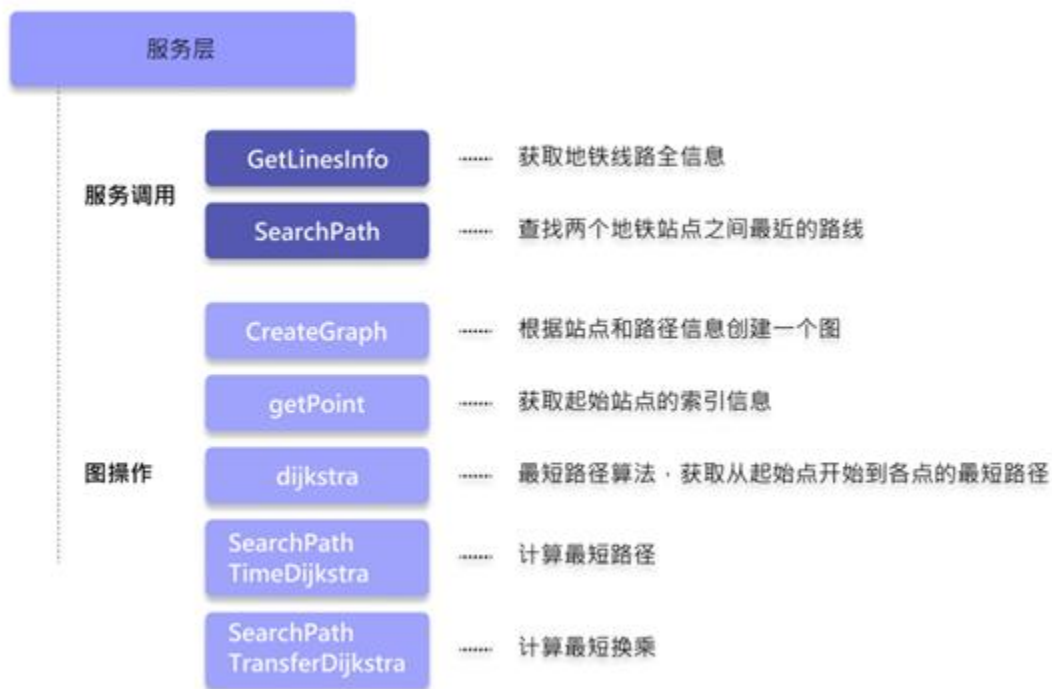 服务层
服务调用
GetLinesInfo
获取地铁线路全信息
SearchPath
查找两个地铁站点之间最近的路线
图操作
CreateGraph
根据站点和路径信息创建一个图
getPoint
获取起始站点的索引信息
dijkstra
最短路径算法，获取从起始点开始到各点的最短路径
SearchPath
TimeDijkstra
计算最短路径
SearchPath
TransferDijkstra
计算最短换乘